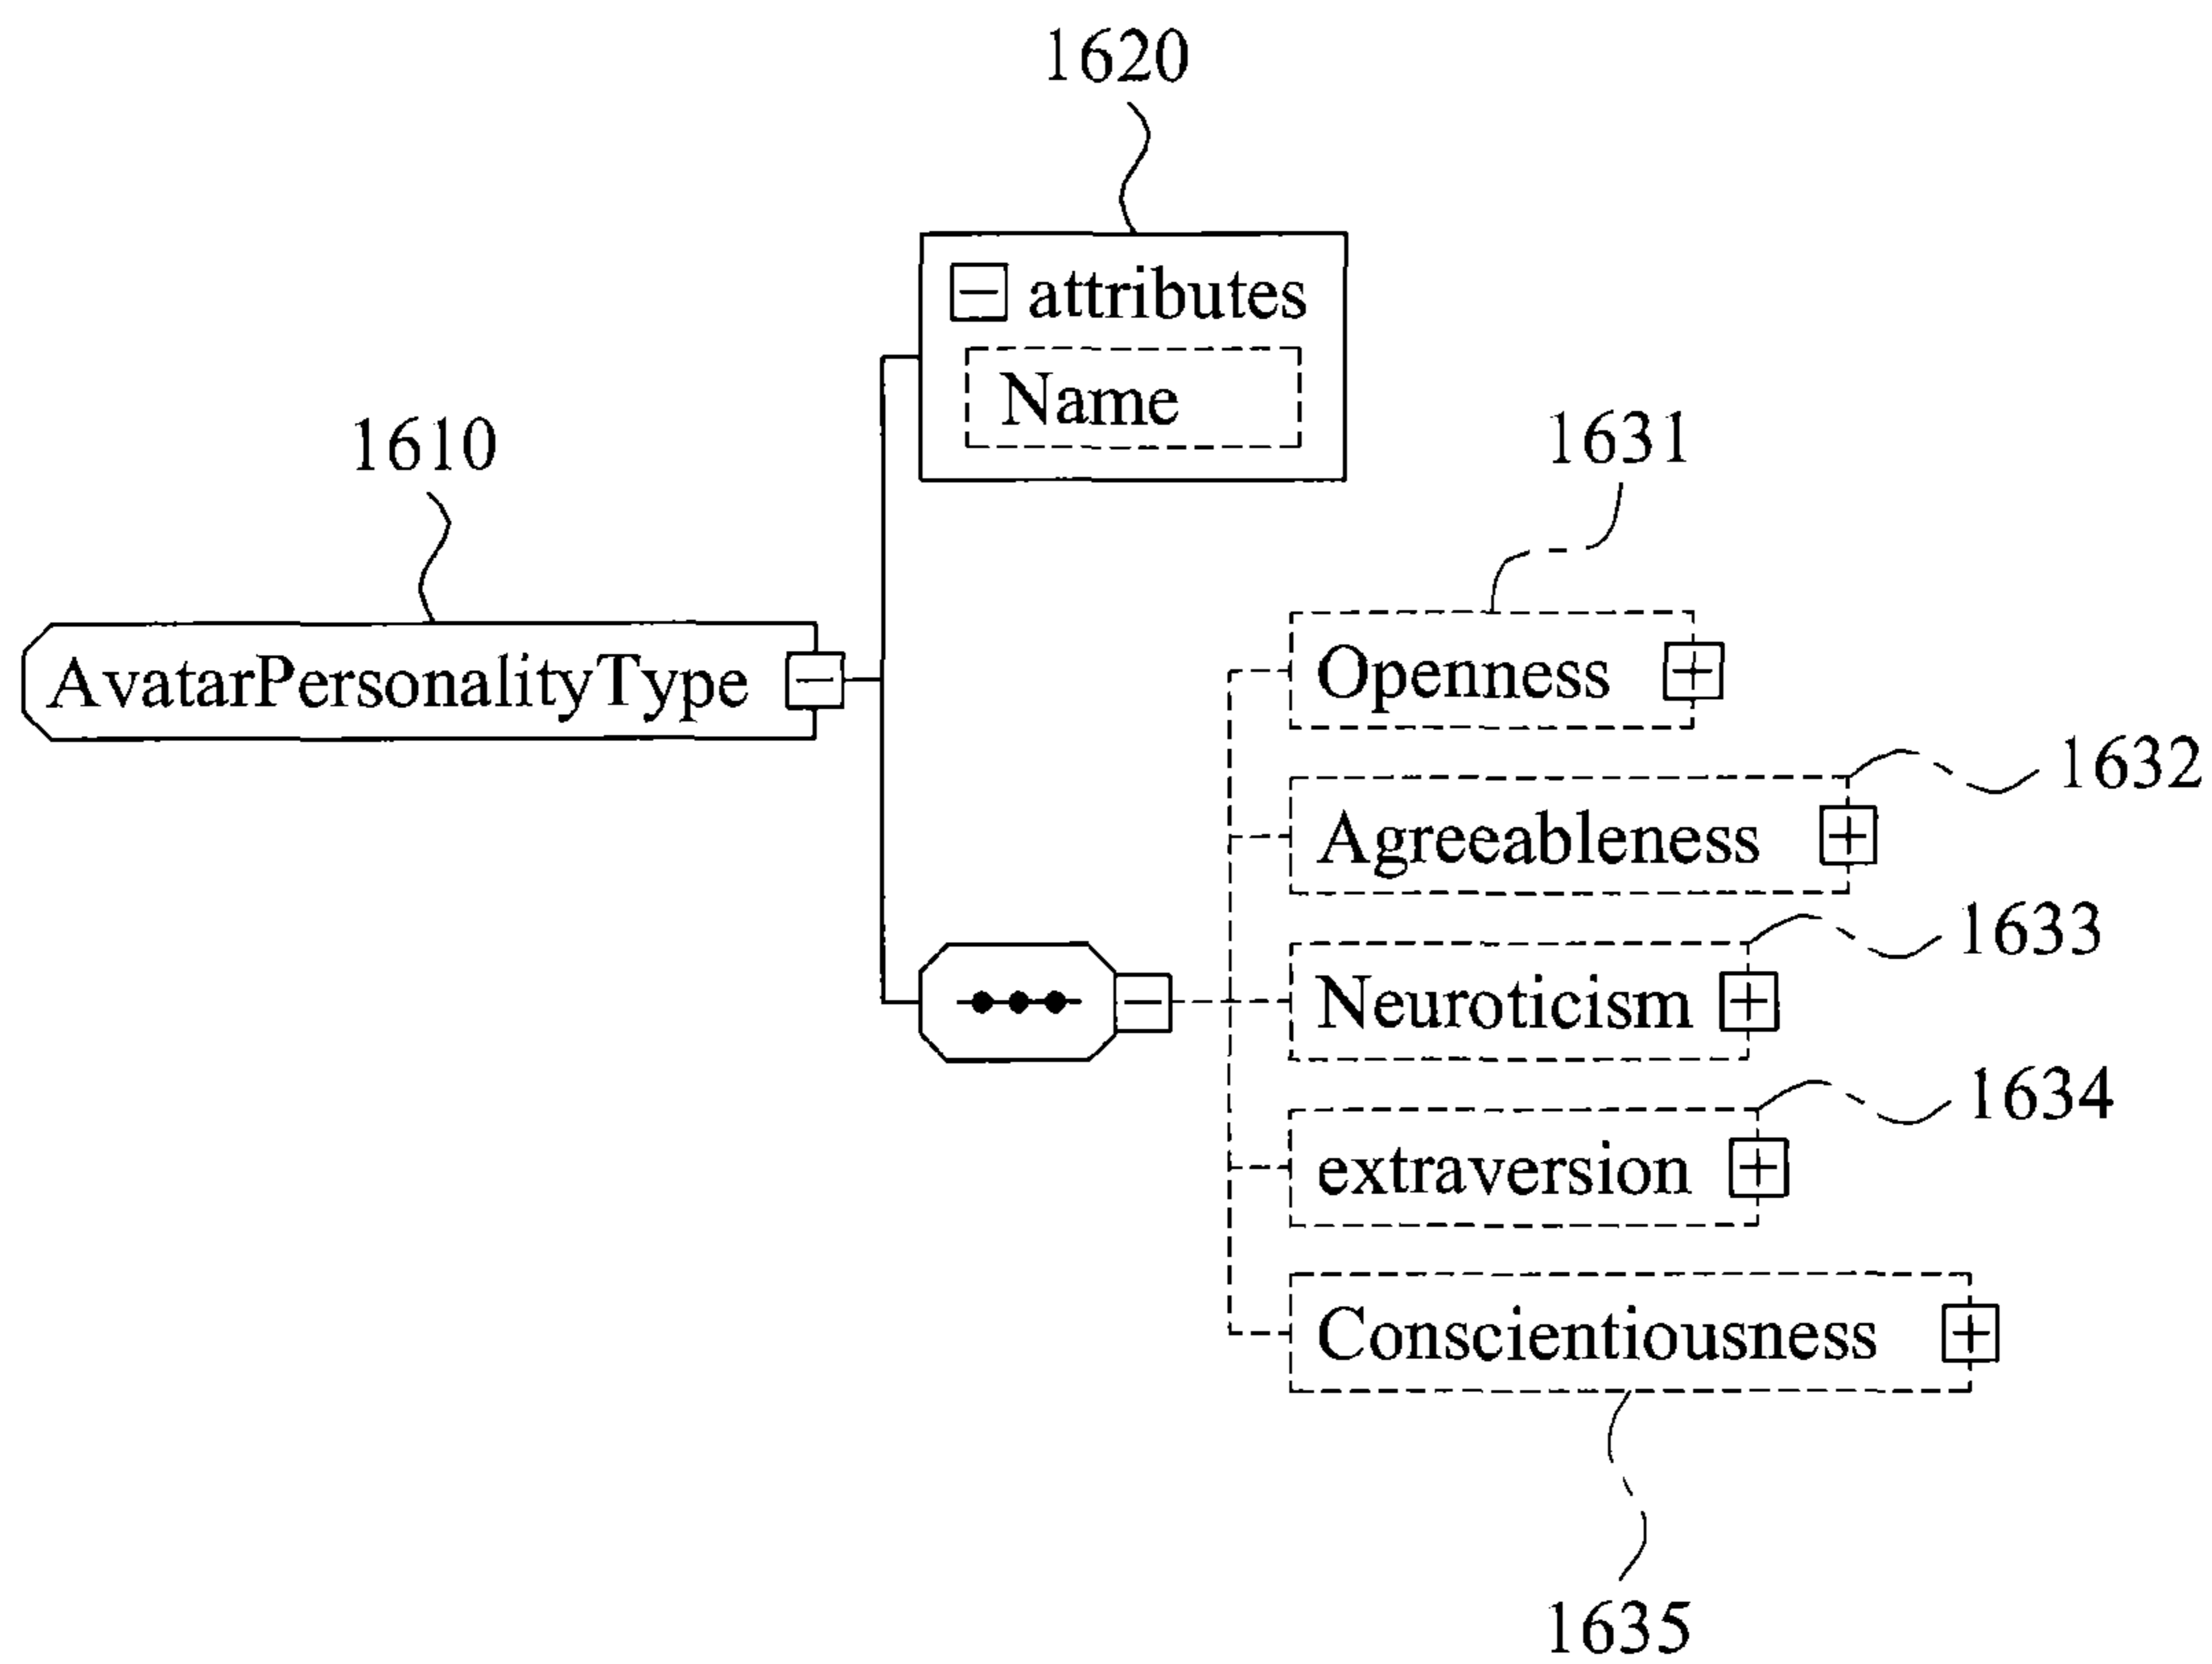 1620
attributes
Name
1610
1631
AvatarPersonalityType
Openness
1632
Agreeableness
1633
Neuroticism
1634
extraversion
Conscientiousness
1635